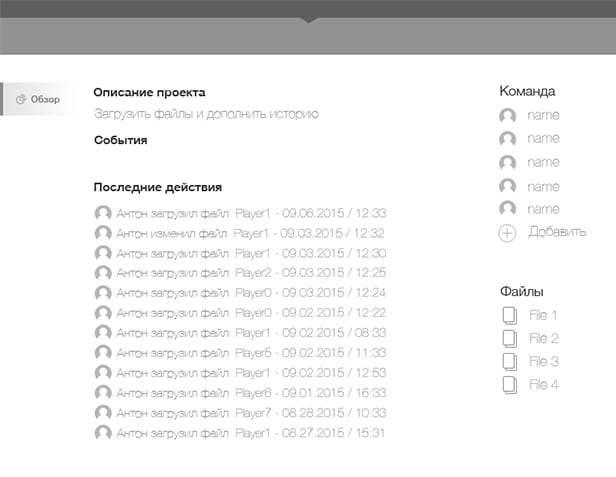 Обзор
Описание проекта
Загрузить файлы и дополнить историю
События
Последние действия
Антон загрузил файл Player1 - 09.06.2015 / 12:33
Антон изменил файл Player1 - 09.03.2015 / 12:32
Антон загрузил файл Player1 - 09.03.2015 / 12:30
Антон загрузил файл Player2 - 09.03.2015 / 12:25
Антон загрузил файл Player0 - 09.03.2015 / 12:24
Антон загрузил файл Player0 - 09.02.2015 / 12:22
Антон загрузил файл Player1 - 09.02.2015 / 08:33
Антон загрузил файл Player5 - 09.02.2015 / 11:33
Антон загрузил файл Player1 - 09.02.2015 / 12:53
Антон загрузил файл Player6 - 09.01.2015 / 16:33
Антон загрузил файл Player7 - 08.28.2015 / 10:33
Антон загрузил файл Player1 - 08.27.2015 / 15:31
Команда
name
name
name
name
name
Добавить
Файлы
File 1
File 2
File 3
File 4